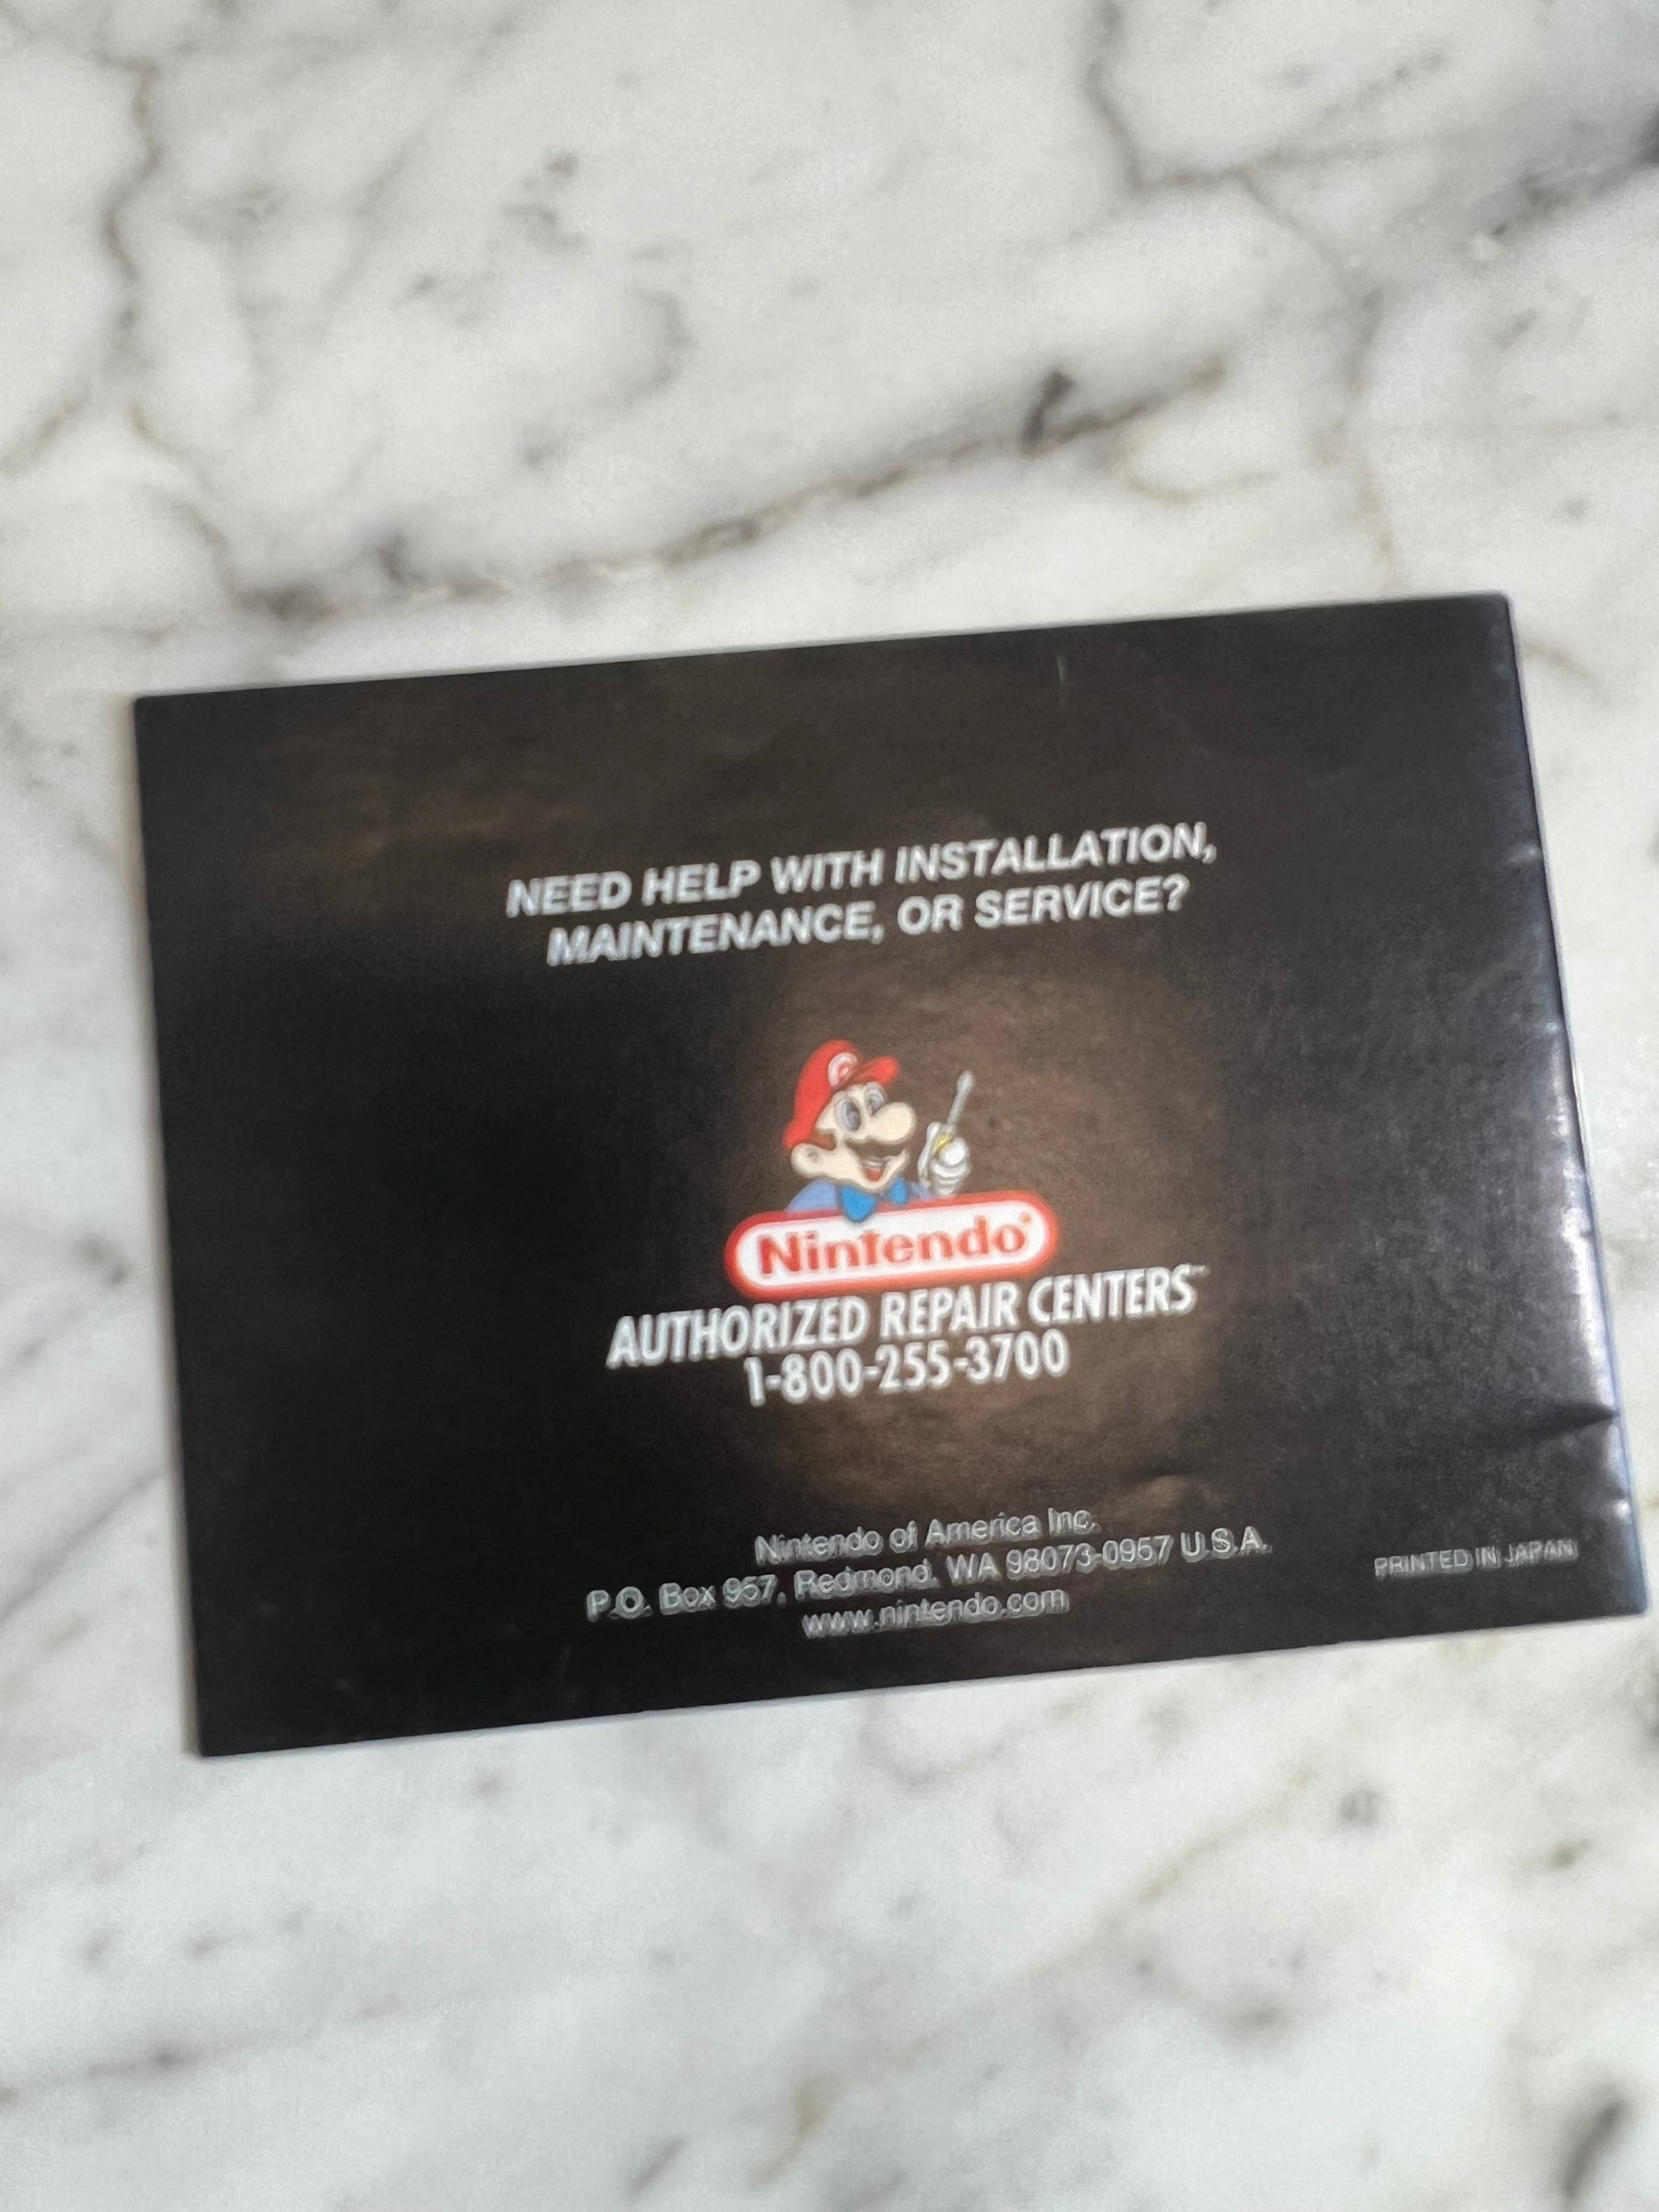 NEED HELP WITH INSTALLATION,
MAINTENANCE, OR SERVICE?
Nintendo®
AUTHORIZED REPAIR CENTERS™
1-800-255-3700
Nintendo of America Inc.
P.O. Box 957, Redmond, WA 98073-0957 U.S.A.
www.nintendo.com
PRINTED IN JAPAN